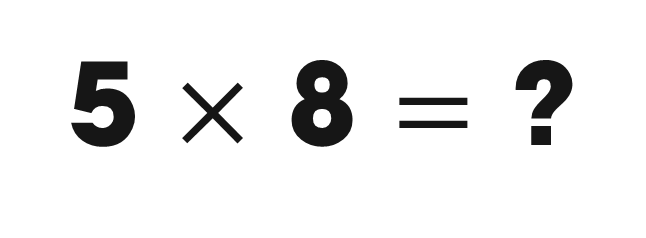 5 × 8 = ?